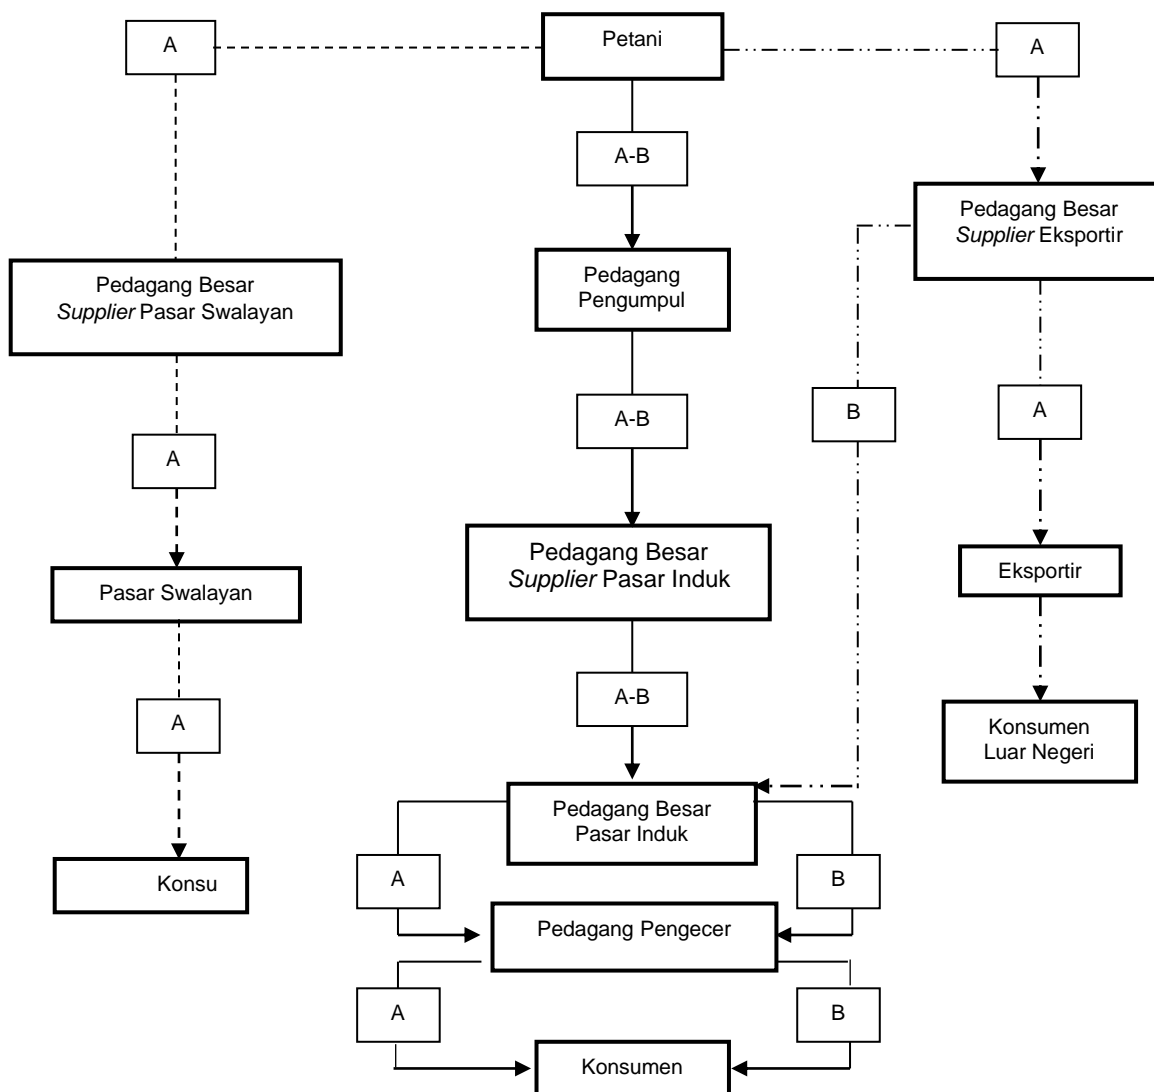 A
Petani
A
A-B
Pedagang Besar
Supplier Eksportir
Pedagang Besar
Supplier Pasar Swalayan
Pedagang
Pengumpul
A
A-B
B
A
Pedagang Besar
Supplier Pasar Induk
Pasar Swalayan
Eksportir
A
A-B
Konsumen
Luar Negeri
Pedagang Besar
Pasar Induk
Konsu
A
B
Pedagang Pengecer
A
B
Konsumen